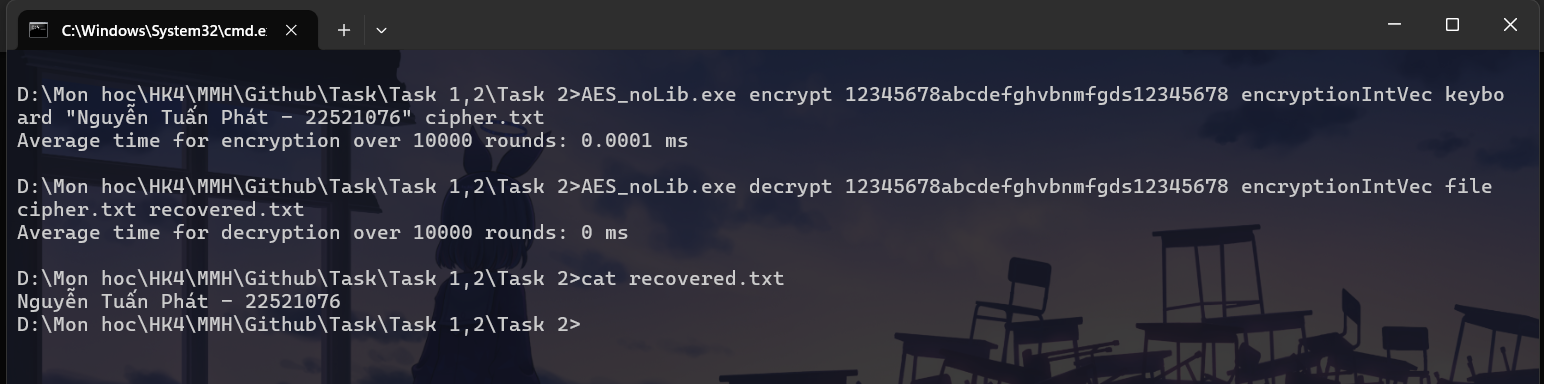 C:\Windows\System32\cmd.e
D:\Mon hoc\HK4\MMH\Github\Task\Task 1,2\Task 2>AES_noLib.exe encrypt 12345678abcdefghvbnmfgds12345678 encryptionIntVec keybo
ard "Nguyễn Tuấn Phát - 22521076" cipher.txt
Average time for encryption over 10000 rounds: 0.0001 ms
D:\Mon hoc\HK4\MMH\Github\Task\Task 1,2\Task 2>AES_noLib.exe decrypt 12345678abcdefghvbnmfgds12345678 encryptionIntVec file
cipher.txt recovered.txt
Average time for decryption over 10000 rounds: 0 ms
D:\Mon hoc\HK4\MMH\Github\Task\Task 1,2\Task 2>cat recovered.txt
Nguyễn Tuấn Phát - 22521076
D:\Mon hoc\HK4\MMH\Github\Task\Task 1,2\Task 2>